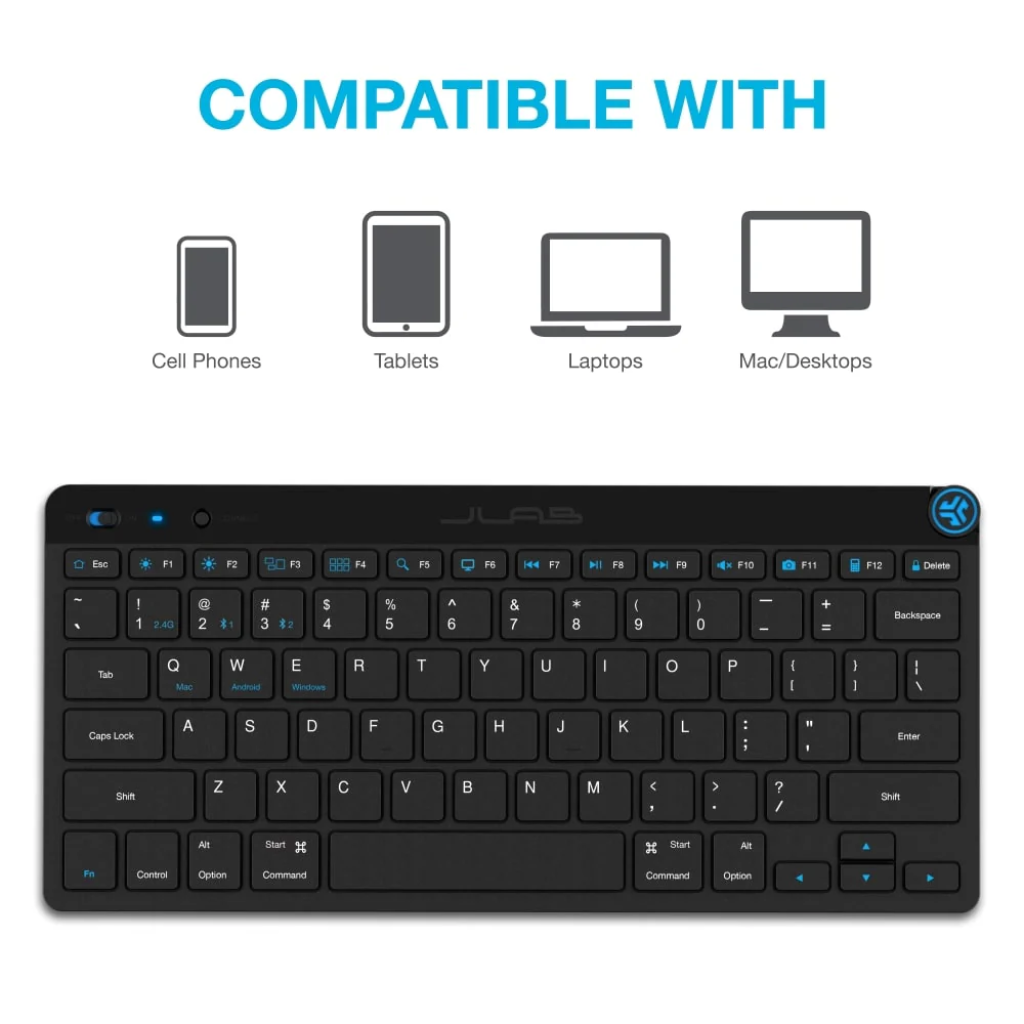 COMPATIBLE WITH
Cell Phones Tablets Laptops Mac/Desktops
JLAB
Esc F1 F2 F3 F4 F5 F6 F7 F8 F9 F10 F11 F12 Delete
~ ! @ # $ % ^ & * ( ) — +
` 1 2.4G 2 1 3 2 4 5 6 7 8 9 0 _ = Backspace
Tab Q W E R T Y U I O P { } ¦
Mac Android Windows [ ] \
Caps Lock A S D F G H J K L : " Enter
; '
Shift Z X C V B N M < > ? Shift
, . /
Alt Start ⌘ ⌘ Start Alt ▲
Fn Control Option Command Command Option ◄ ▼ ►